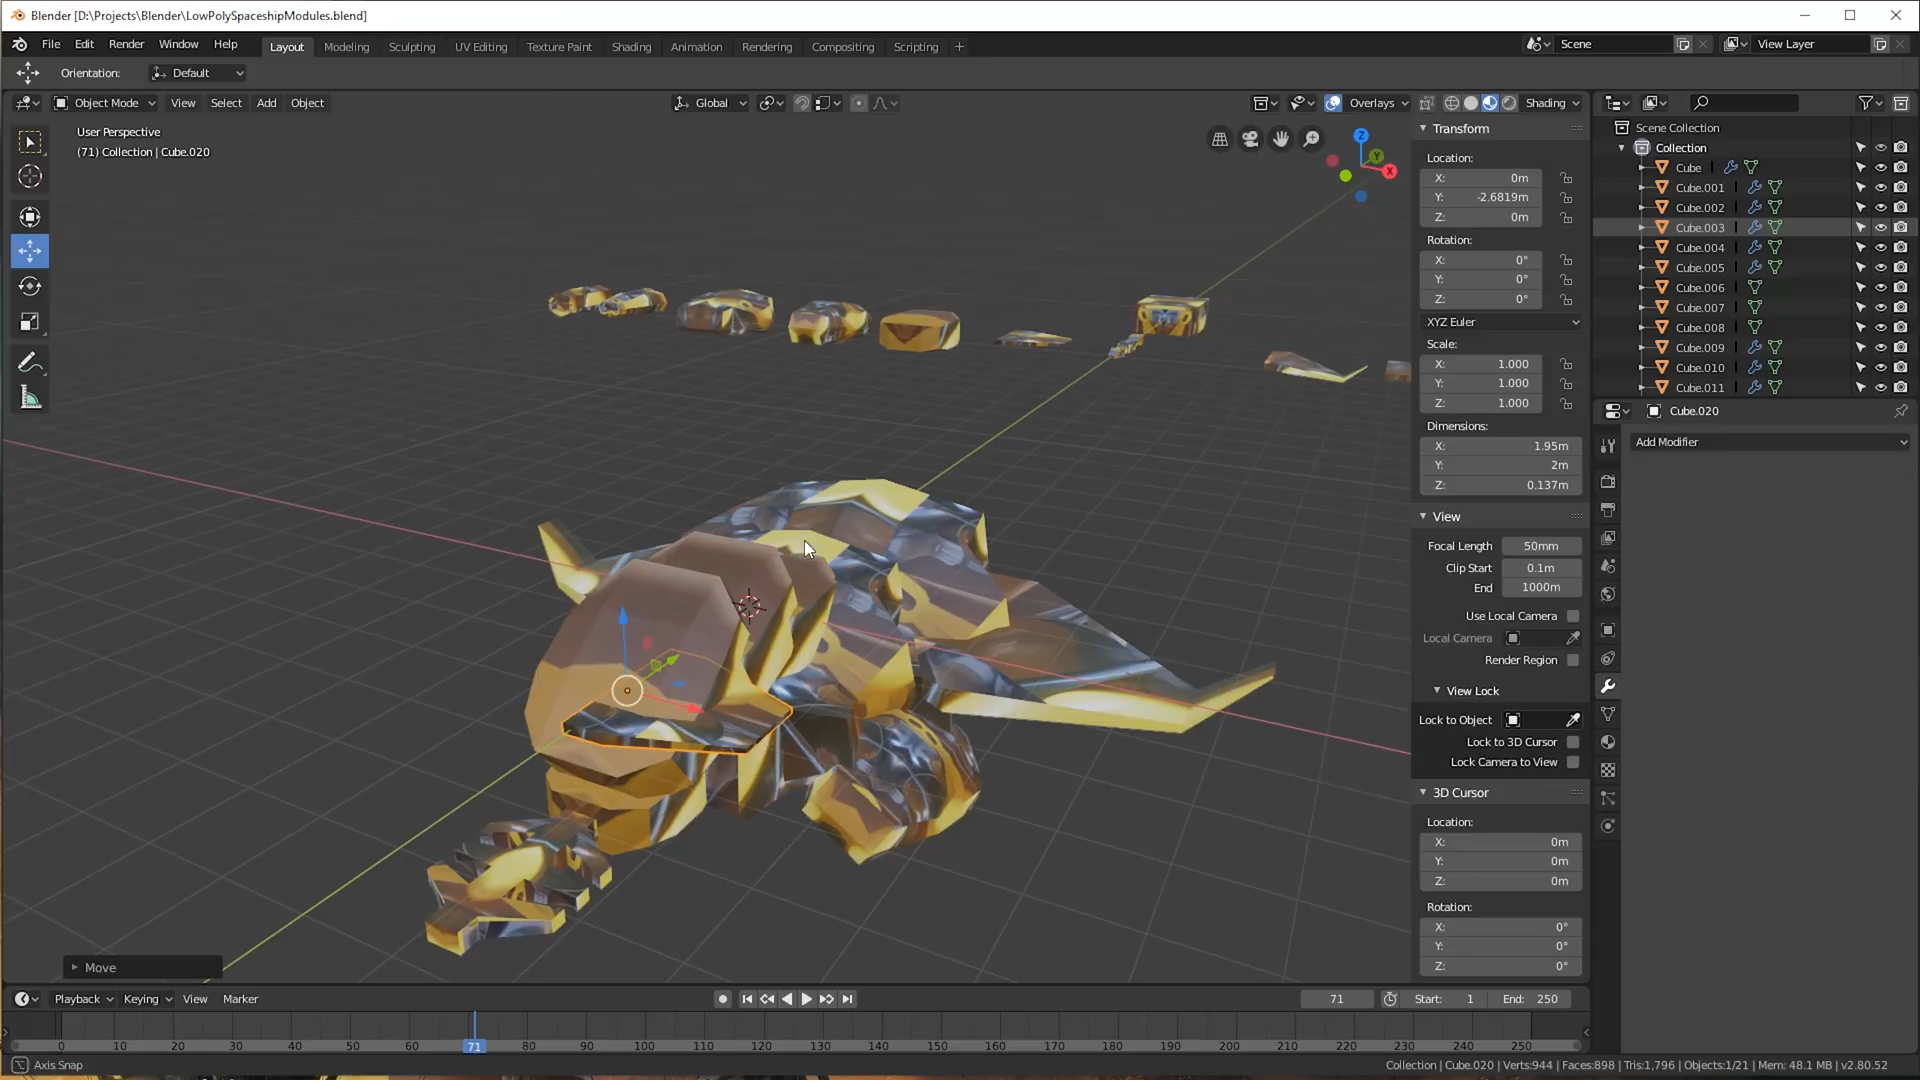 Blender [D:\Projects\Blender\LowPolySpaceshipModules.blend]
File Edit Render Window Help Layout Modeling Sculpting UV Editing Texture Paint Shading Animation Rendering Compositing Scripting + Scene View Layer
Orientation: Default
Object Mode View Select Add Object Global Overlays Shading
User Perspective
(71) Collection | Cube.020
Z
Y
X
Transform
Location:
X: 0m
Y: -2.6819m
Z: 0m
Rotation:
X: 0°
Y: 0°
Z: 0°
XYZ Euler
Scale:
X: 1.000
Y: 1.000
Z: 1.000
Dimensions:
X: 1.95m
Y: 2m
Z: 0.137m
View
Focal Length 50mm
Clip Start 0.1m
End 1000m
Use Local Camera
Local Camera
Render Region
View Lock
Lock to Object
Lock to 3D Cursor
Lock Camera to View
3D Cursor
Location:
X: 0m
Y: 0m
Z: 0m
Rotation:
X: 0°
Y: 0°
Z: 0°
Scene Collection
Collection
Cube
Cube.001
Cube.002
Cube.003
Cube.004
Cube.005
Cube.006
Cube.007
Cube.008
Cube.009
Cube.010
Cube.011
Cube.020
Add Modifier
Move
Playback Keying View Marker 71 Start: 1 End: 250
0 10 20 30 40 50 60 71 80 90 100 110 120 130 140 150 160 170 180 190 200 210 220 230 240 250
Axis Snap
Collection | Cube.020 | Verts:944 | Faces:898 | Tris:1,796 | Objects:1/21 | Mem: 48.1 MB | v2.80.52